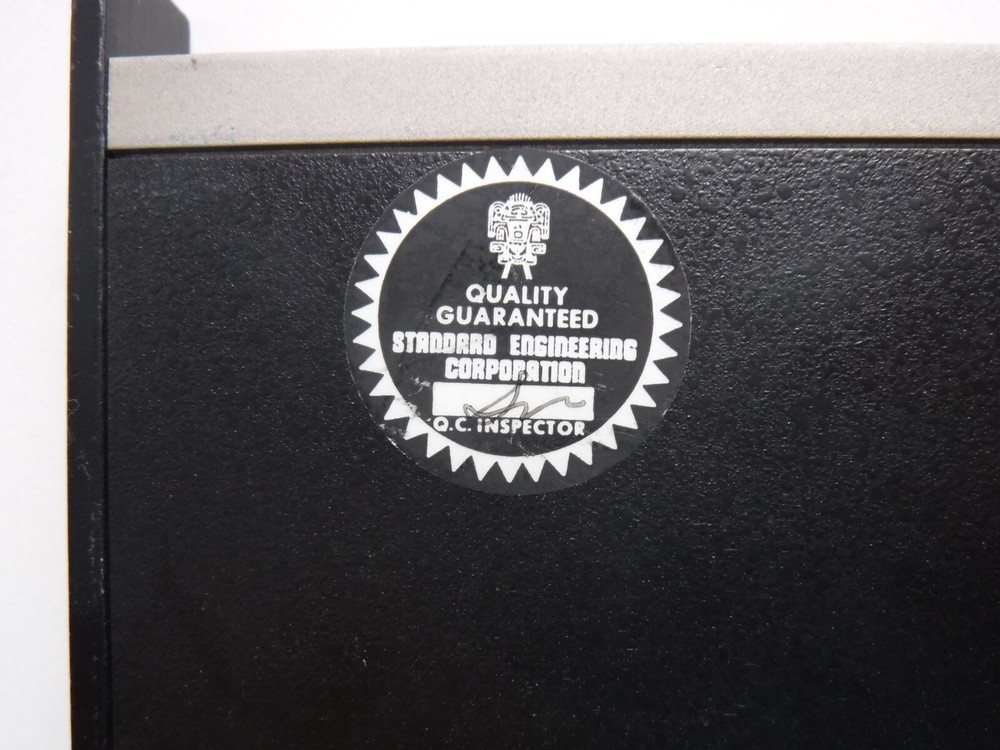 QUALITY
GUARANTEED
STANDARD ENGINEERING
CORPORATION
Q.C. INSPECTOR